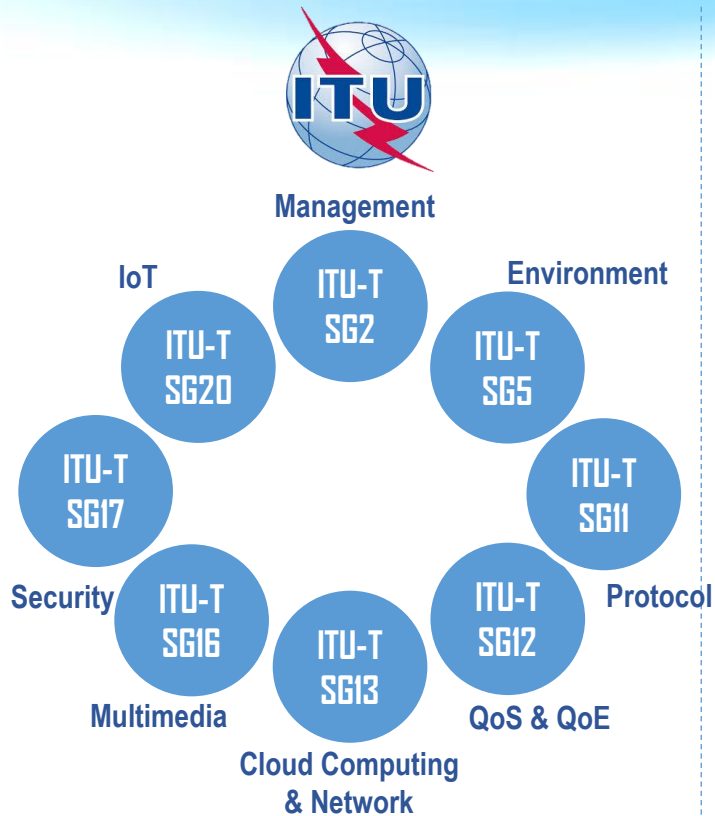 ITU
Management
ITU-T
SG2
Environment
ITU-T
SG5
ITU-T
SG11
Protocol
ITU-T
SG12
QoS & QoE
ITU-T
SG13
Cloud Computing
& Network
ITU-T
SG16
Multimedia
ITU-T
SG17
Security
IoT
ITU-T
SG20